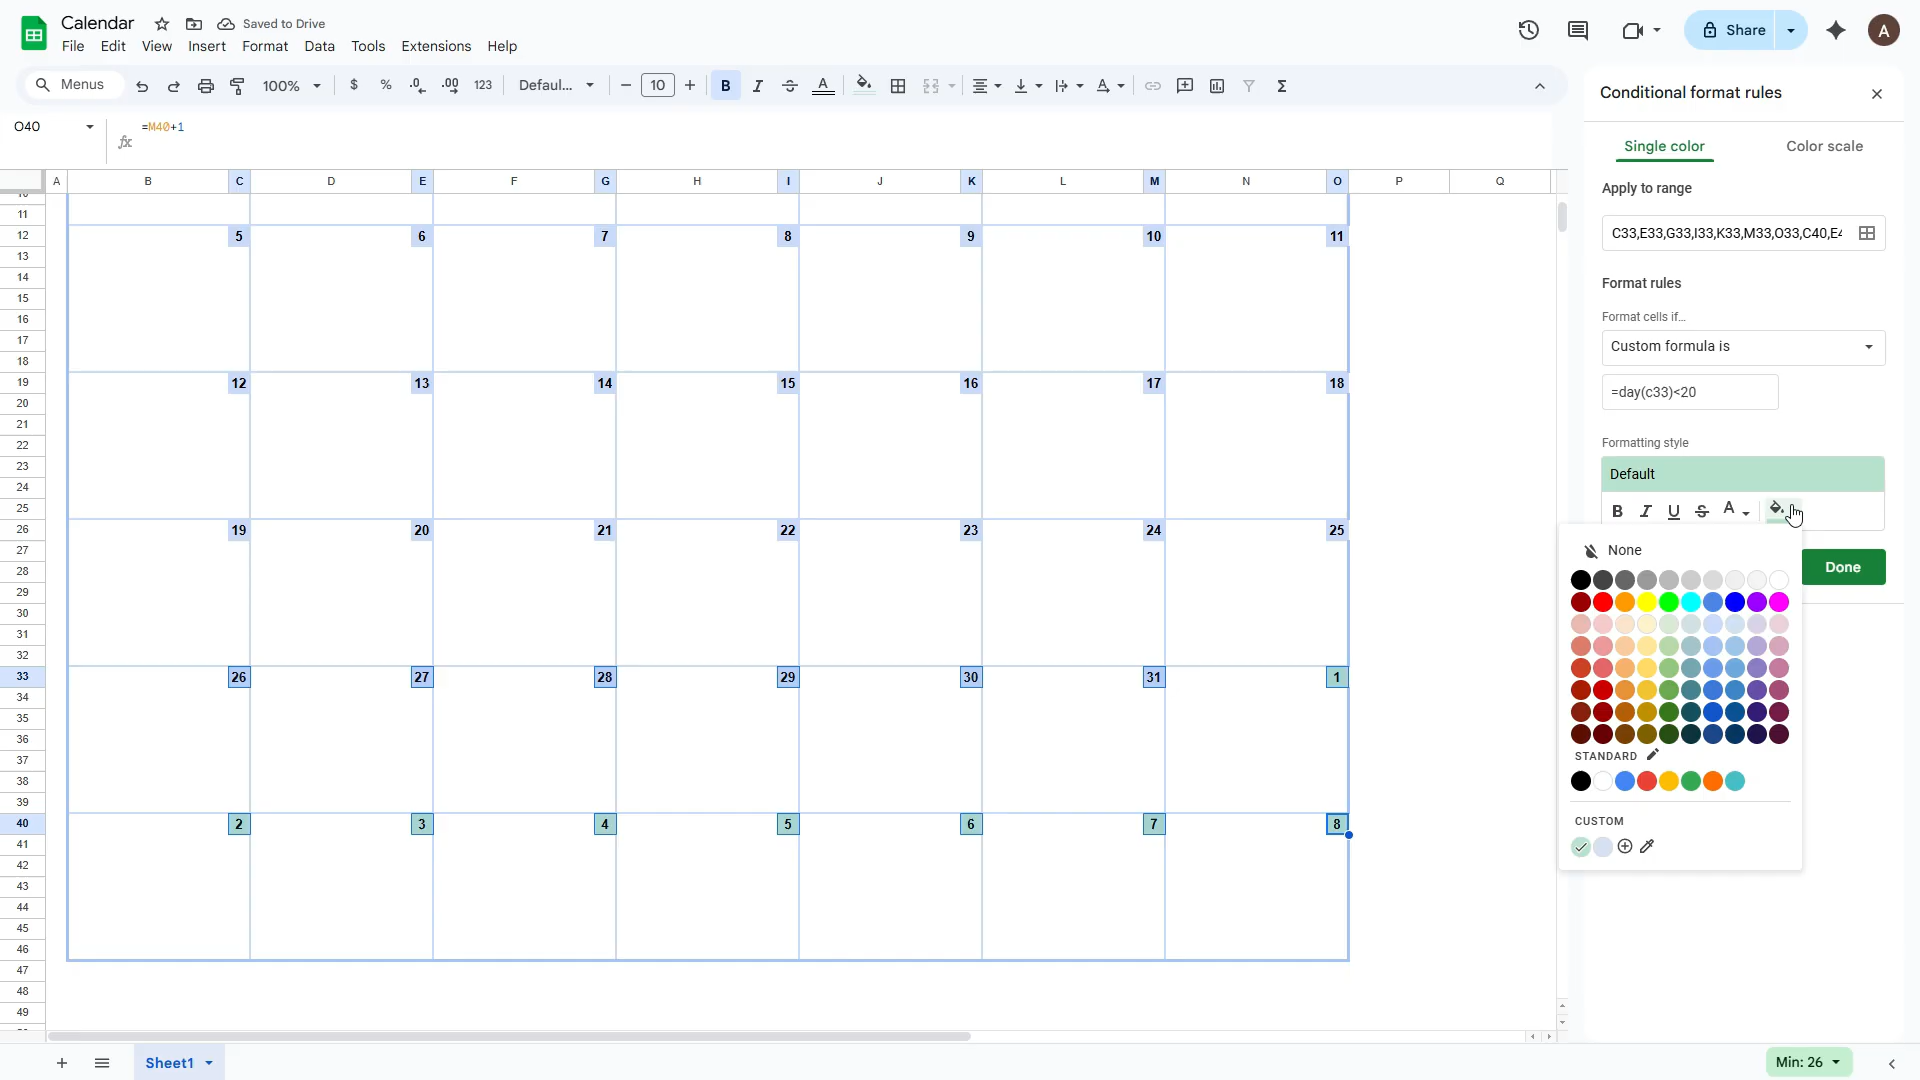 Calendar Saved to Drive
File Edit View Insert Format Data Tools Extensions Help
Share A
Menus 100% $ % .0 .00 123 Defaul... − 10 + B I S A Σ
O40 fx =M40+1
A B C D E F G H I J K L M N O P Q
11
12 5 6 7 8 9 10 11
13
14
15
16
17
18
19 12 13 14 15 16 17 18
20
21
22
23
24
25
26 19 20 21 22 23 24 25
27
28
29
30
31
32
33 26 27 28 29 30 31 1
34
35
36
37
38
39
40 2 3 4 5 6 7 8
41
42
43
44
45
46
47
48
49
Sheet1
Min: 26
Conditional format rules
Single color Color scale
Apply to range
C33,E33,G33,I33,K33,M33,O33,C40,E4
Format rules
Format cells if...
Custom formula is
=day(c33)<20
Formatting style
Default
B I U S A
None
Done
STANDARD
CUSTOM